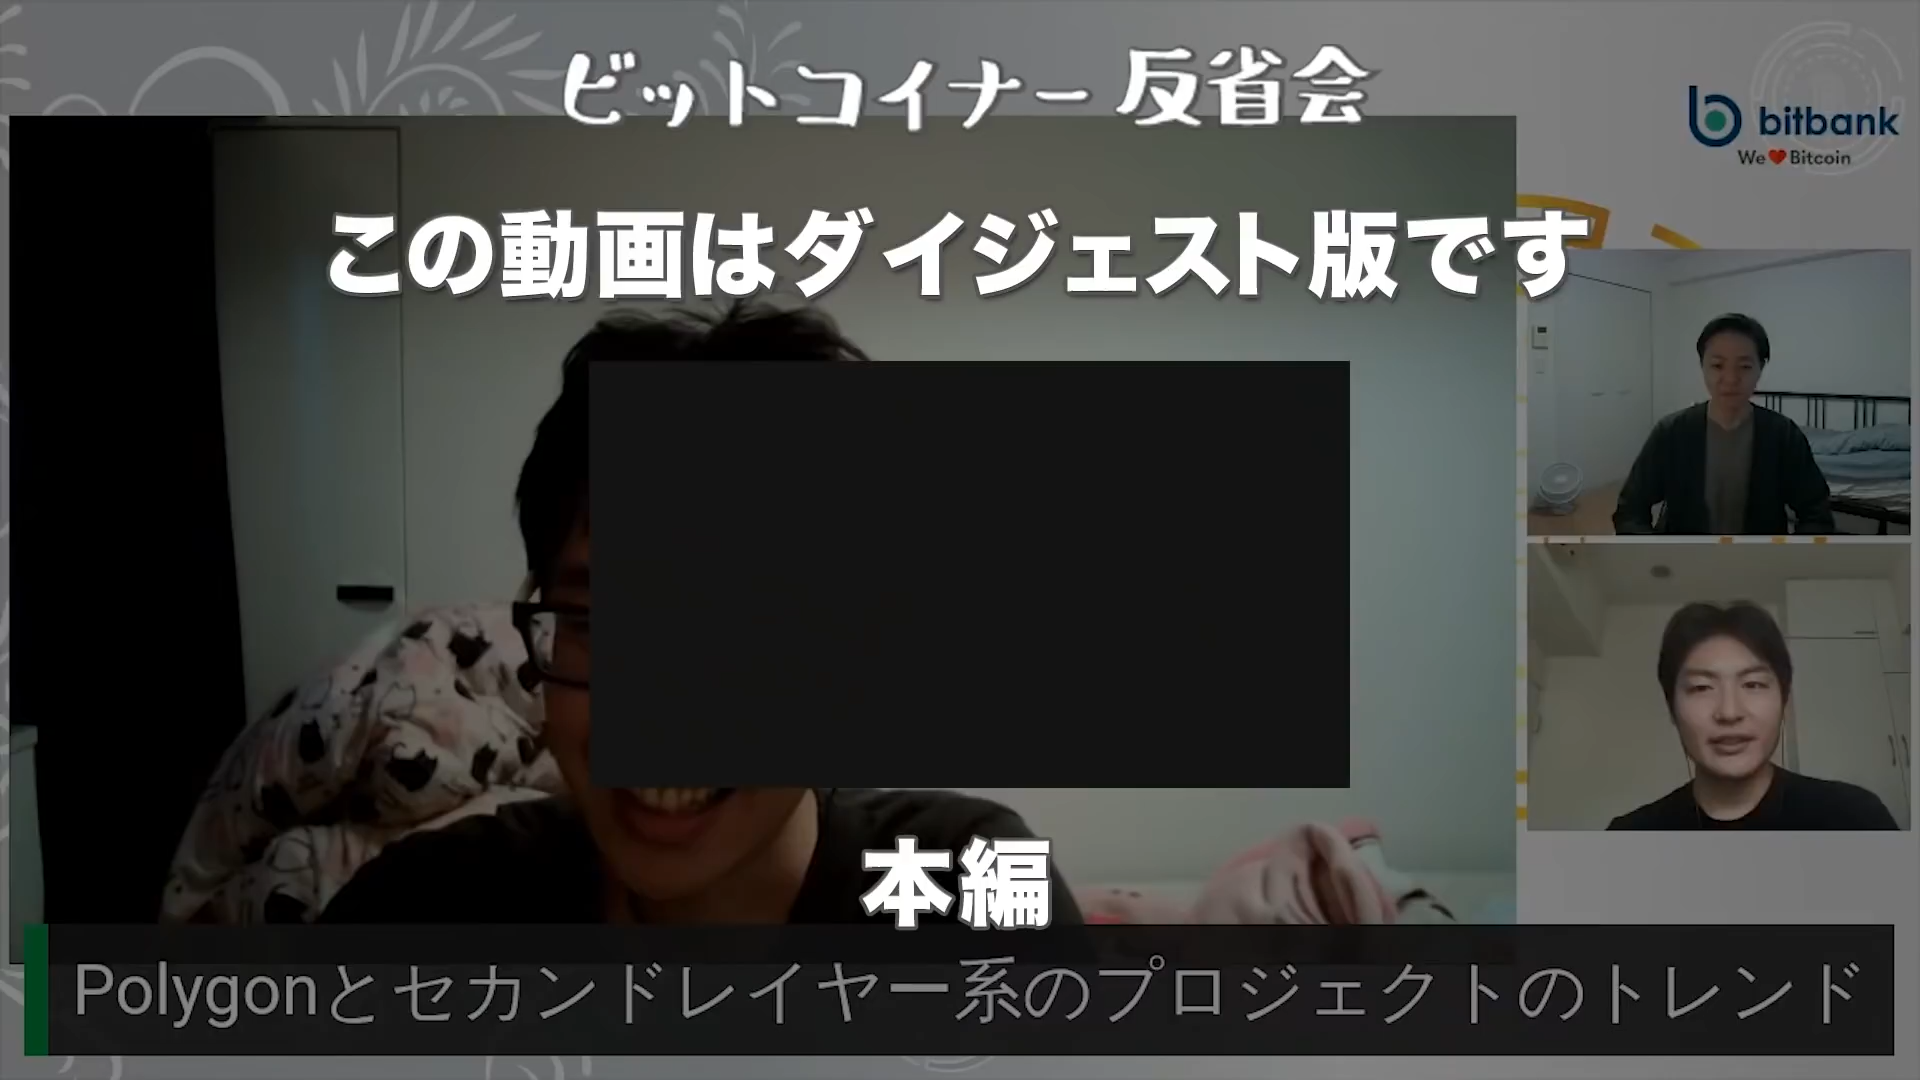 ビットコイナー反省会
bitbank
We❤Bitcoin
この動画はダイジェスト版です
本編
Polygonとセカンドレイヤー系のプロジェクトのトレンド